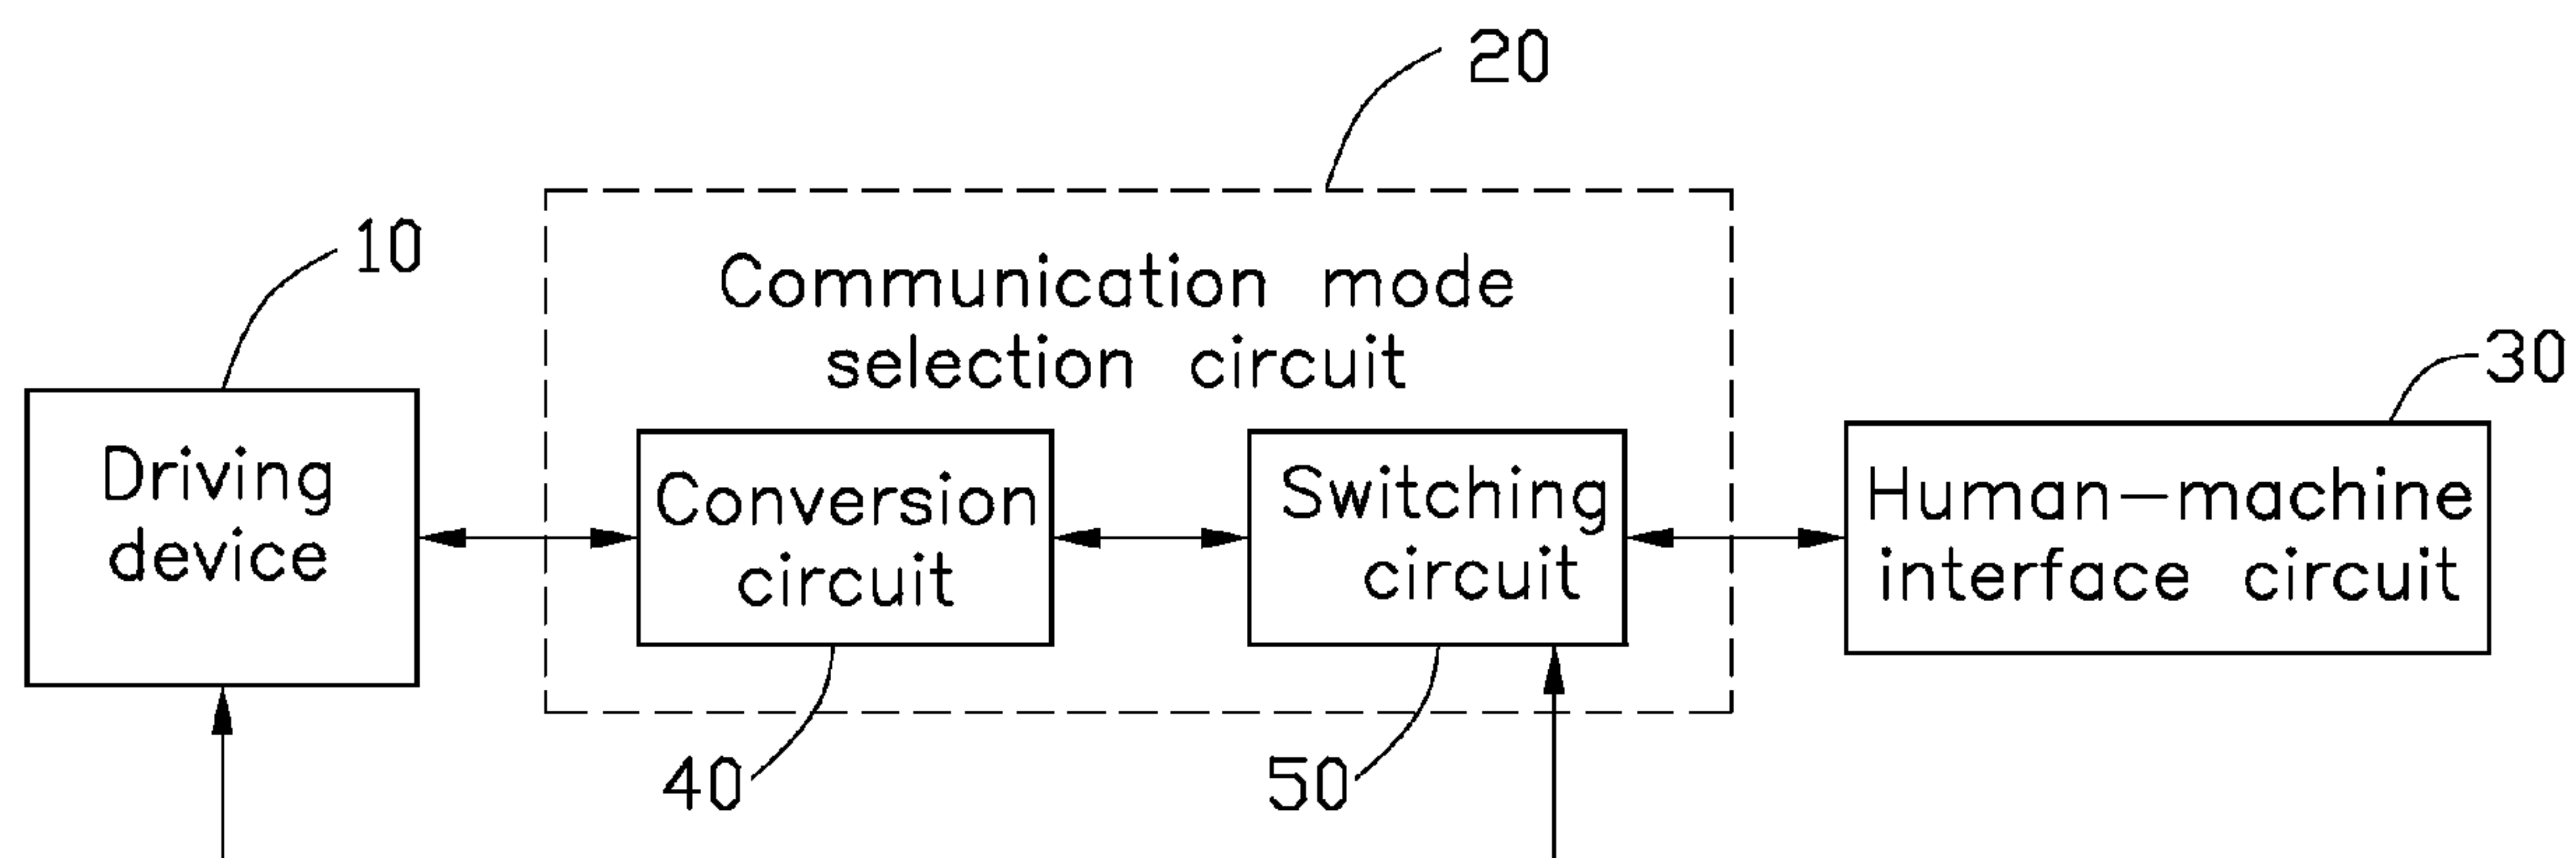 20
10
Communication mode
selection circuit
30
Driving
device
Conversion
circuit
Switching
circuit
Human-machine
interface circuit
40
50